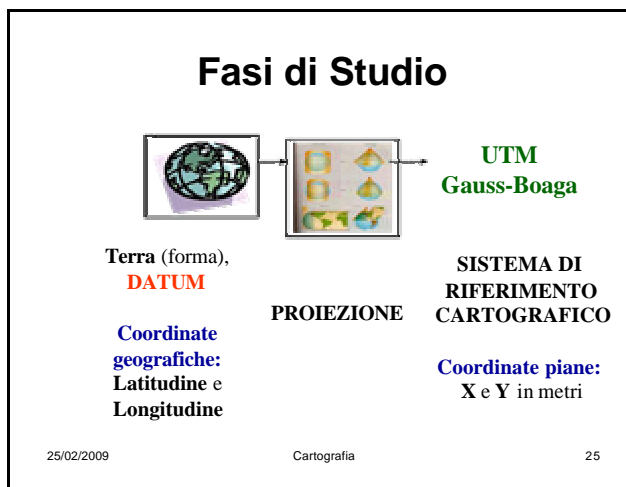 Fasi di Studio
UTM
Gauss-Boaga
Terra (forma),
DATUM
Coordinate
geografiche:
Latitudine e
Longitudine
PROIEZIONE
SISTEMA DI
RIFERIMENTO
CARTOGRAFICO
Coordinate piane:
X e Y in metri
25/02/2009
Cartografia
25